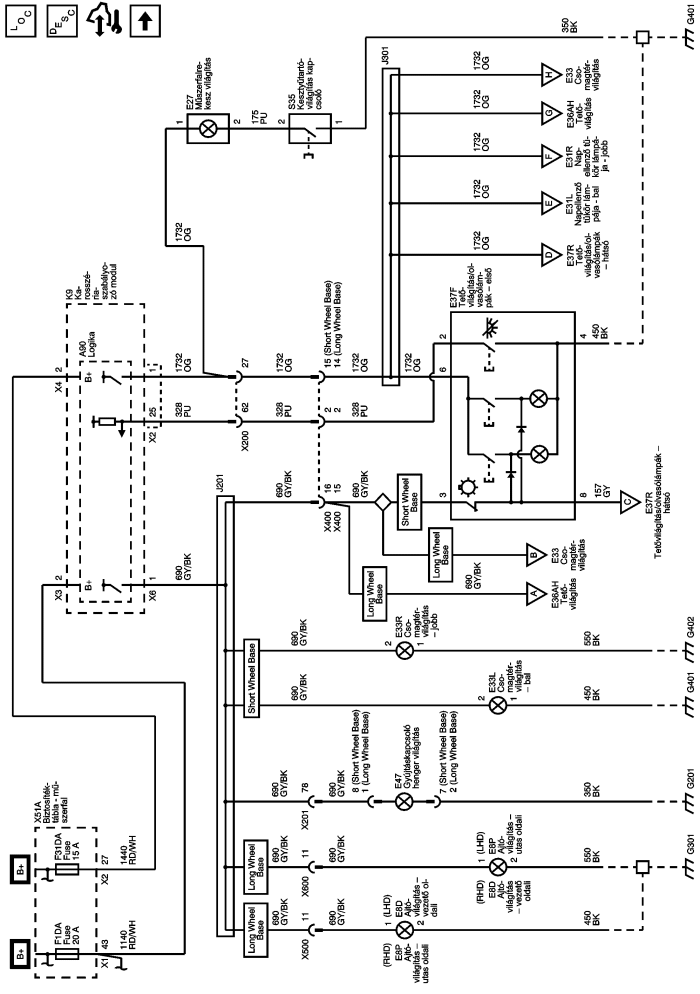 LOC
DESC
B+
X51A
Biztosíték-
tábla - mű-
szerfal
F31DA
Fuse
15 A
F1DA
Fuse
20 A
B+
27
X2
1440
RD/WH
43
X1
1140
RD/WH
K9
Ka-
rosszé-
ria-
szabályo-
zó modul
A90
Logika
X4
2
B+
X3
2
B+
1
25
X2
1
X6
1732
OG
328
PU
690
GY/BK
E27
Műszerfalre-
kesz világítás
1
2
175
PU
S35
Kesztyűtartó-
világítás kap-
csoló
2
1
350
BK
G401
1732
OG
27
62
X200
1732
OG
328
PU
15 (Short Wheel Base)
14 (Long Wheel Base)
2
2
16
15
X400
X400
1732
OG
328
PU
690
GY/BK
690
GY/BK
J301
1732
OG
H
E33
Cso-
magtér-
világítás
1732
OG
G
E36AH
Tető-
világítás
1732
OG
F
E31R
Nap-
ellenző tü-
kör lámpá-
ja - jobb
1732
OG
E
E31L
Napellenző
tükör lám-
pája - bal
1732
OG
D
E37R
Tető-
világítás/ol-
vasólámpák
– hátsó
1732
OG
E37F
Tető-
világítás/ol-
vasólám-
pák – első
2
6
3
4
8
450
BK
157
GY
C
E37R
Tetővilágítás/olvasólámpák –
hátsó
Short Wheel
Base
Long Wheel
Base
690
GY/BK
B
E33
Cso-
magtér-
világítás
Long Wheel
Base
A
E36AH
Tető-
világítás
J201
Short Wheel Base
690
GY/BK
2
E33R
Cso-
magtér-
világítás
– jobb
1
550
BK
G402
690
GY/BK
2
E33L
Cso-
magtér-
világítás
– bal
1
450
BK
G401
690
GY/BK
78
X201
690
GY/BK
8 (Short Wheel Base)
1 (Long Wheel Base)
E47
Gyújtáskapcsoló
henger világítás
7 (Short Wheel Base)
2 (Long Wheel Base)
350
BK
G201
Long Wheel
Base
690
GY/BK
11
X600
690
GY/BK
1 (LHD)
E8P
Ajtó-
világítás –
utas oldali
2
(RHD)
E8D
Ajtó-
világítás
– vezető
oldali
550
BK
G301
Long Wheel
Base
690
GY/BK
11
X500
690
GY/BK
1 (LHD)
E8D
Ajtó-
világítás –
vezető ol-
dali
2
(RHD)
E8P
Ajtó-
világítás –
utas oldali
450
BK